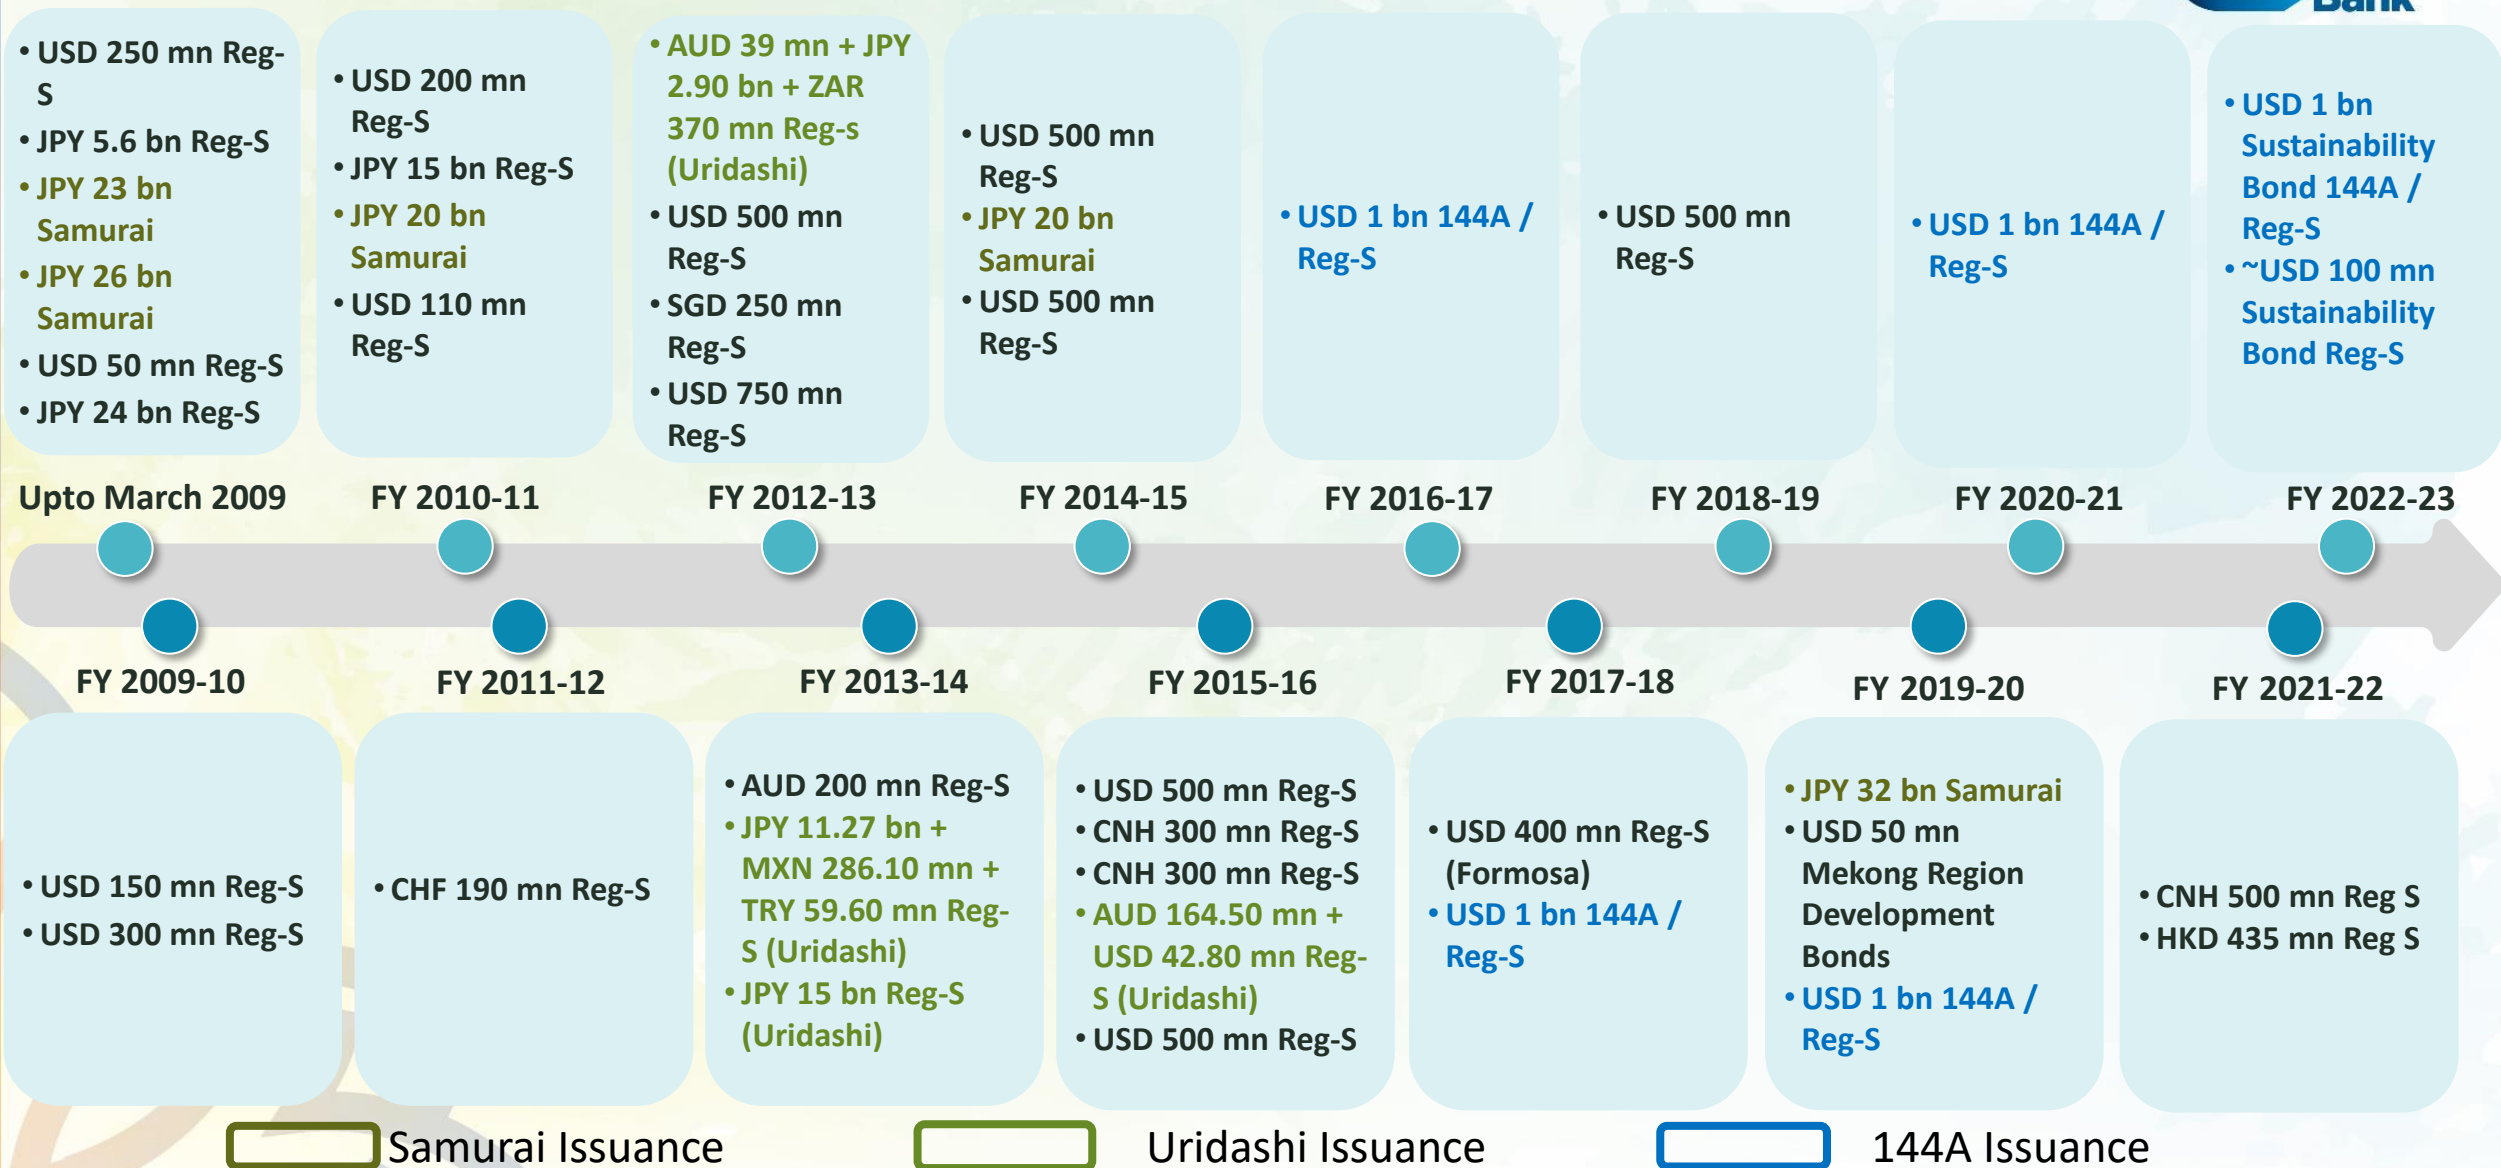 Bank
• USD 250 mn Reg-
S
• JPY 5.6 bn Reg-S
• JPY 23 bn
Samurai
• JPY 26 bn
Samurai
• USD 50 mn Reg-S
• JPY 24 bn Reg-S
• USD 200 mn
Reg-S
• JPY 15 bn Reg-S
• JPY 20 bn
Samurai
• USD 110 mn
Reg-S
• AUD 39 mn + JPY
2.90 bn + ZAR
370 mn Reg-s
(Uridashi)
• USD 500 mn
Reg-S
• SGD 250 mn
Reg-S
• USD 750 mn
Reg-S
• USD 500 mn
Reg-S
• JPY 20 bn
Samurai
• USD 500 mn
Reg-S
• USD 1 bn 144A /
Reg-S
• USD 500 mn
Reg-S
• USD 1 bn 144A /
Reg-S
• USD 1 bn
Sustainability
Bond 144A /
Reg-S
• ~USD 100 mn
Sustainability
Bond Reg-S
Upto March 2009
FY 2010-11
FY 2012-13
FY 2014-15
FY 2016-17
FY 2018-19
FY 2020-21
FY 2022-23
FY 2009-10
FY 2011-12
FY 2013-14
FY 2015-16
FY 2017-18
FY 2019-20
FY 2021-22
• USD 150 mn Reg-S
• USD 300 mn Reg-S
• CHF 190 mn Reg-S
• AUD 200 mn Reg-S
• JPY 11.27 bn +
MXN 286.10 mn +
TRY 59.60 mn Reg-
S (Uridashi)
• JPY 15 bn Reg-S
(Uridashi)
• USD 500 mn Reg-S
• CNH 300 mn Reg-S
• CNH 300 mn Reg-S
• AUD 164.50 mn +
USD 42.80 mn Reg-
S (Uridashi)
• USD 500 mn Reg-S
• USD 400 mn Reg-S
(Formosa)
• USD 1 bn 144A /
Reg-S
• JPY 32 bn Samurai
• USD 50 mn
Mekong Region
Development
Bonds
• USD 1 bn 144A /
Reg-S
• CNH 500 mn Reg S
• HKD 435 mn Reg S
Samurai Issuance
Uridashi Issuance
144A Issuance